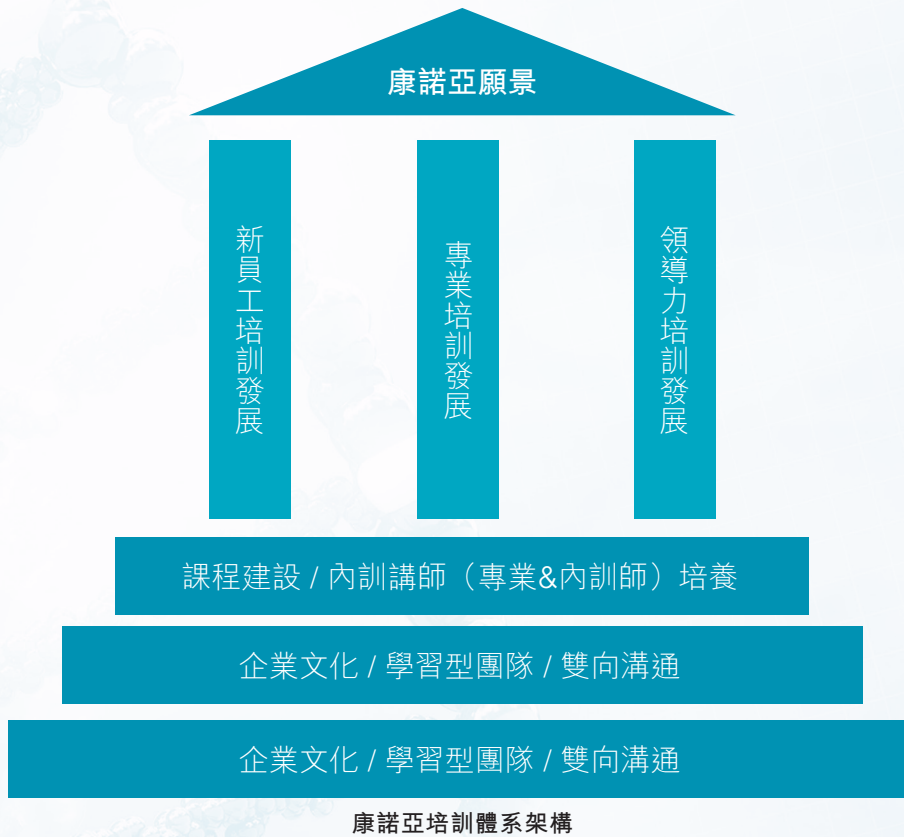 康諾亞願景
新員工培訓發展
專業培訓發展
領導力培訓發展
課程建設 / 內訓講師（專業&內訓師）培養
企業文化 / 學習型團隊 / 雙向溝通
企業文化 / 學習型團隊 / 雙向溝通
康諾亞培訓體系架構